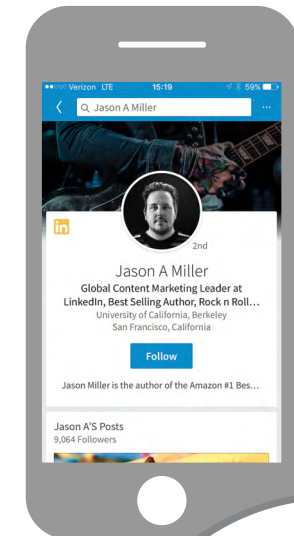 Verizon LTE 15:19 59%
Jason A Miller ...
in
2nd
Jason A Miller
Global Content Marketing Leader at
LinkedIn, Best Selling Author, Rock n Roll...
University of California, Berkeley
San Francisco, California
Follow
Jason Miller is the author of the Amazon #1 Bes...
Jason A'S Posts
9,064 Followers